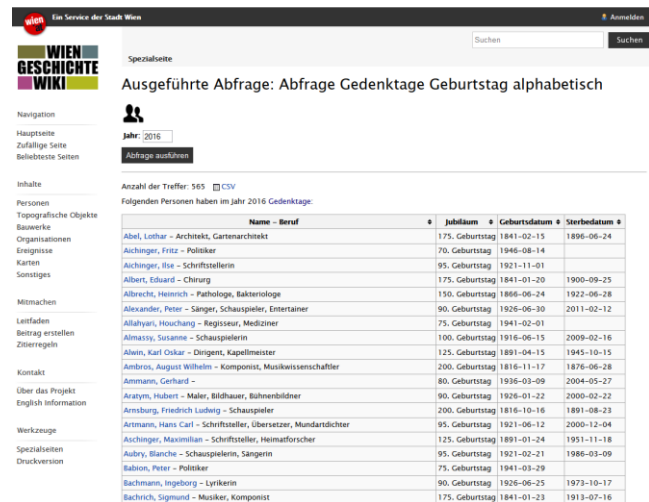 wien at
Ein Service der Stadt Wien
Anmelden
Suchen
Suchen
WIEN
GESCHICHTE
WIKI
Spezialseite
Ausgeführte Abfrage: Abfrage Gedenktage Geburtstag alphabetisch
Jahr: 2016
Abfrage ausführen
Anzahl der Treffer: 565 CSV
Folgenden Personen haben im Jahr 2016 Gedenktage:
Navigation
Hauptseite
Zufällige Seite
Beliebteste Seiten
Inhalte
Personen
Topografische Objekte
Bauwerke
Organisationen
Ereignisse
Karten
Sonstiges
Mitmachen
Leitfaden
Beitrag erstellen
Zitierregeln
Kontakt
Über das Projekt
English Information
Werkzeuge
Spezialseiten
Druckversion
Name – Beruf Jubiläum Geburtsdatum Sterbedatum
Abel, Lothar – Architekt, Gartenarchitekt 175. Geburtstag 1841-02-15 1896-06-24
Aichinger, Fritz – Politiker 70. Geburtstag 1946-08-14
Aichinger, Ilse – Schriftstellerin 95. Geburtstag 1921-11-01
Albert, Eduard – Chirurg 175. Geburtstag 1841-01-20 1900-09-25
Albrecht, Heinrich – Pathologe, Bakteriologe 150. Geburtstag 1866-06-24 1922-06-28
Alexander, Peter – Sänger, Schauspieler, Entertainer 90. Geburtstag 1926-06-30 2011-02-12
Allahyari, Houchang – Regisseur, Mediziner 75. Geburtstag 1941-02-01
Almassy, Susanne – Schauspielerin 100. Geburtstag 1916-06-15 2009-02-16
Alwin, Karl Oskar – Dirigent, Kapellmeister 125. Geburtstag 1891-04-15 1945-10-15
Ambros, August Wilhelm – Komponist, Musikwissenschaftler 200. Geburtstag 1816-11-17 1876-06-28
Ammann, Gerhard – 80. Geburtstag 1936-03-09 2004-05-27
Aratym, Hubert – Maler, Bildhauer, Bühnenbildner 90. Geburtstag 1926-01-22 2000-02-22
Arnsburg, Friedrich Ludwig – Schauspieler 200. Geburtstag 1816-10-16 1891-08-23
Artmann, Hans Carl – Schriftsteller, Übersetzer, Mundartdichter 95. Geburtstag 1921-06-12 2000-12-04
Aschinger, Maximilian – Schriftsteller, Heimatforscher 125. Geburtstag 1891-01-24 1951-11-18
Aubry, Blanche – Schauspielerin, Sängerin 95. Geburtstag 1921-02-21 1986-03-09
Babion, Peter – Politiker 75. Geburtstag 1941-03-29
Bachmann, Ingeborg – Lyrikerin 90. Geburtstag 1926-06-25 1973-10-17
Bachrich, Sigmund – Musiker, Komponist 175. Geburtstag 1841-01-23 1913-07-16